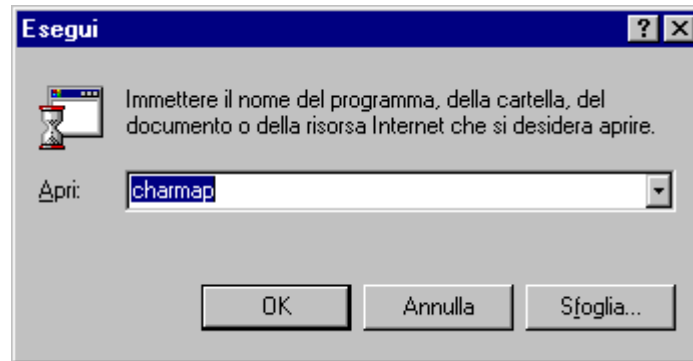 Esegui
Immettere il nome del programma, della cartella, del
documento o della risorsa Internet che si desidera aprire.
Apri: charmap
OK Annulla Sfoglia...